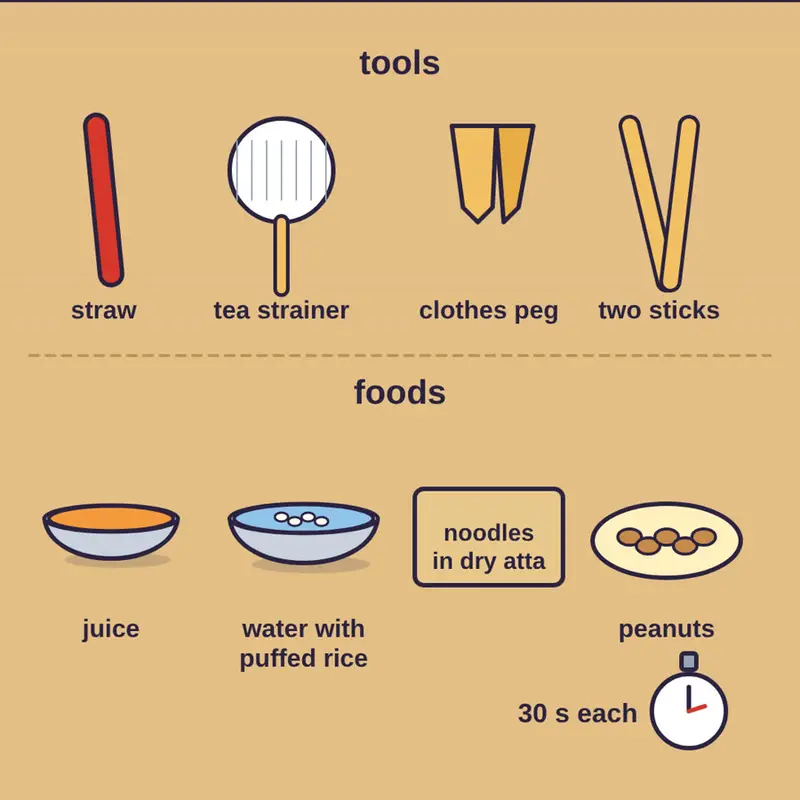 tools
straw
tea strainer
clothes peg
two sticks
foods
noodles
in dry atta
juice
water with
puffed rice
peanuts
30 s each